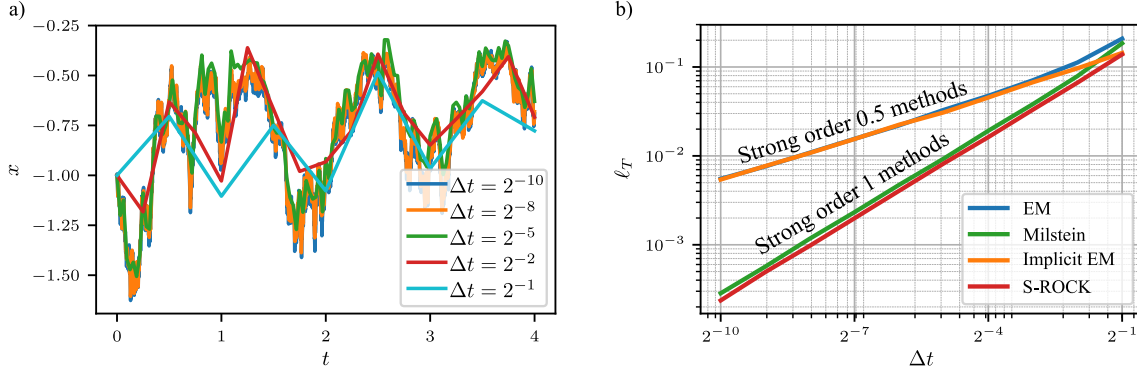 a)
−0.25
−0.50
−0.75
−1.00
−1.25
−1.50
x
0
1
2
3
4
t
Δt = 2⁻¹⁰
Δt = 2⁻⁸
Δt = 2⁻⁵
Δt = 2⁻²
Δt = 2⁻¹
b)
10⁻¹
10⁻²
10⁻³
ℓ_T
Strong order 0.5 methods
Strong order 1 methods
EM
Milstein
Implicit EM
S-ROCK
2⁻¹⁰
2⁻⁷
2⁻⁴
2⁻¹
Δt